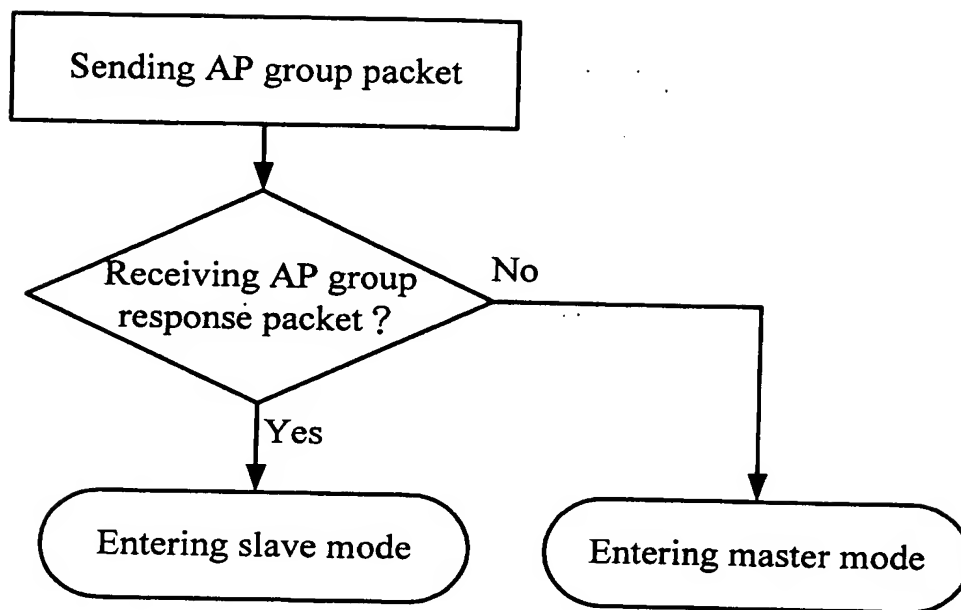 Sending AP group packet
Receiving AP group
response packet ?
No
Yes
Entering slave mode
Entering master mode